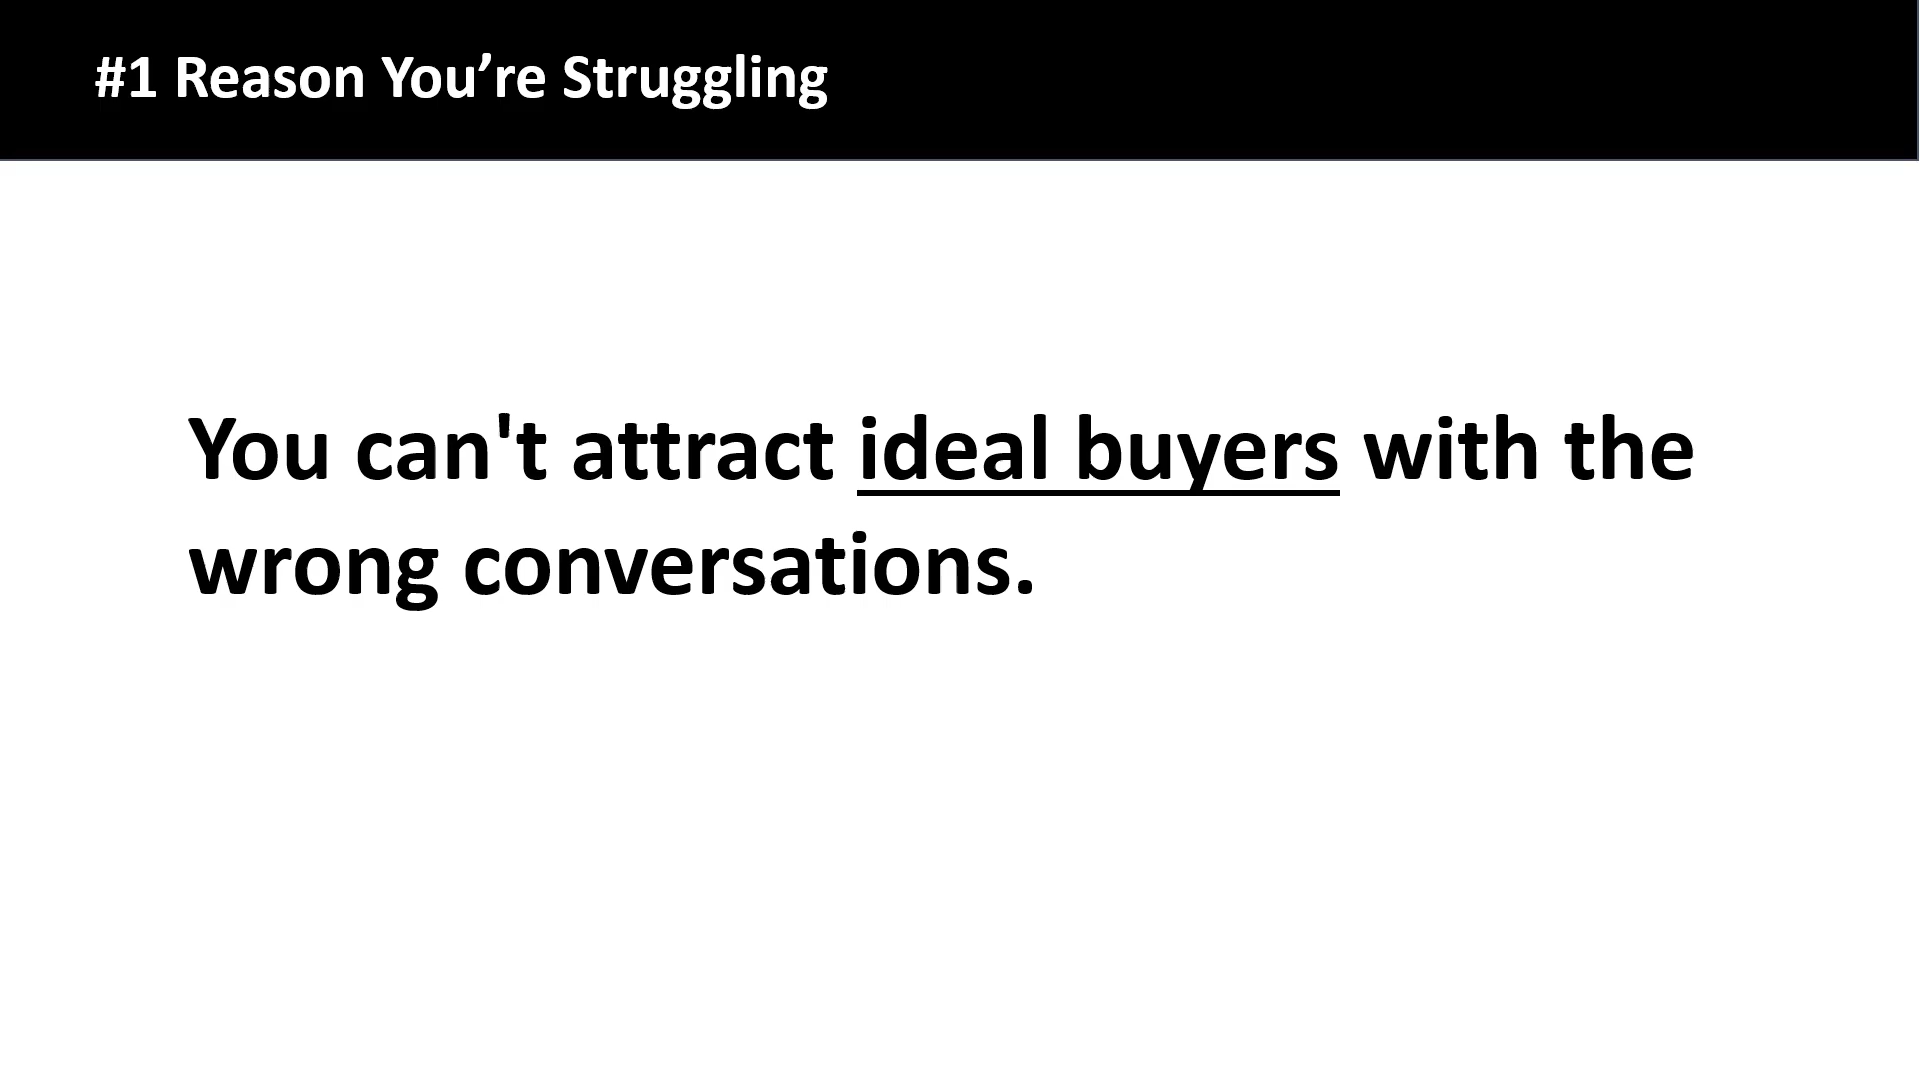 #1 Reason You’re Struggling
You can't attract ideal buyers with the
wrong conversations.